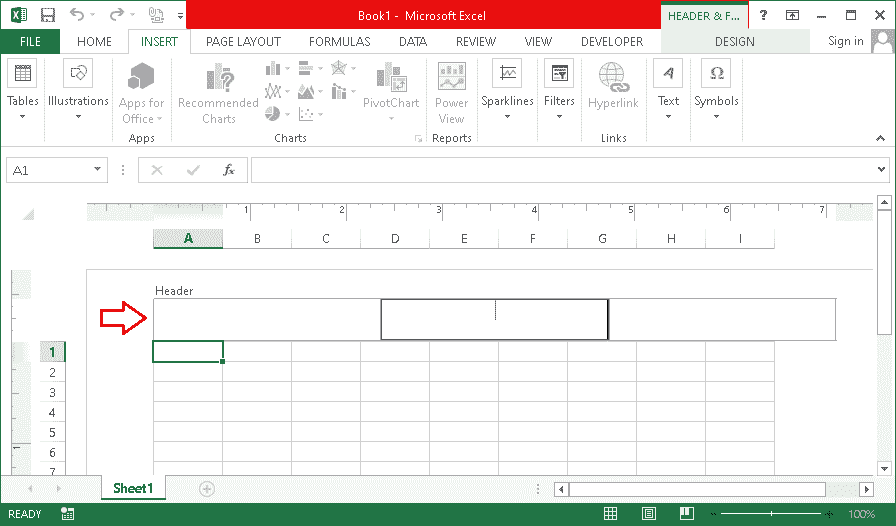 Book1 - Microsoft Excel
HEADER & F... ?
FILE HOME INSERT PAGE LAYOUT FORMULAS DATA REVIEW VIEW DEVELOPER DESIGN Sign in
Tables Illustrations Apps for Office Recommended Charts PivotChart Power View Sparklines Filters Hyperlink Text Symbols
Apps Charts Reports Links
A1 fx
1 2 3 4 5 6 7
A B C D E F G H I
Header
1
1
2
3
4
5
6
7
Sheet1
READY 100%